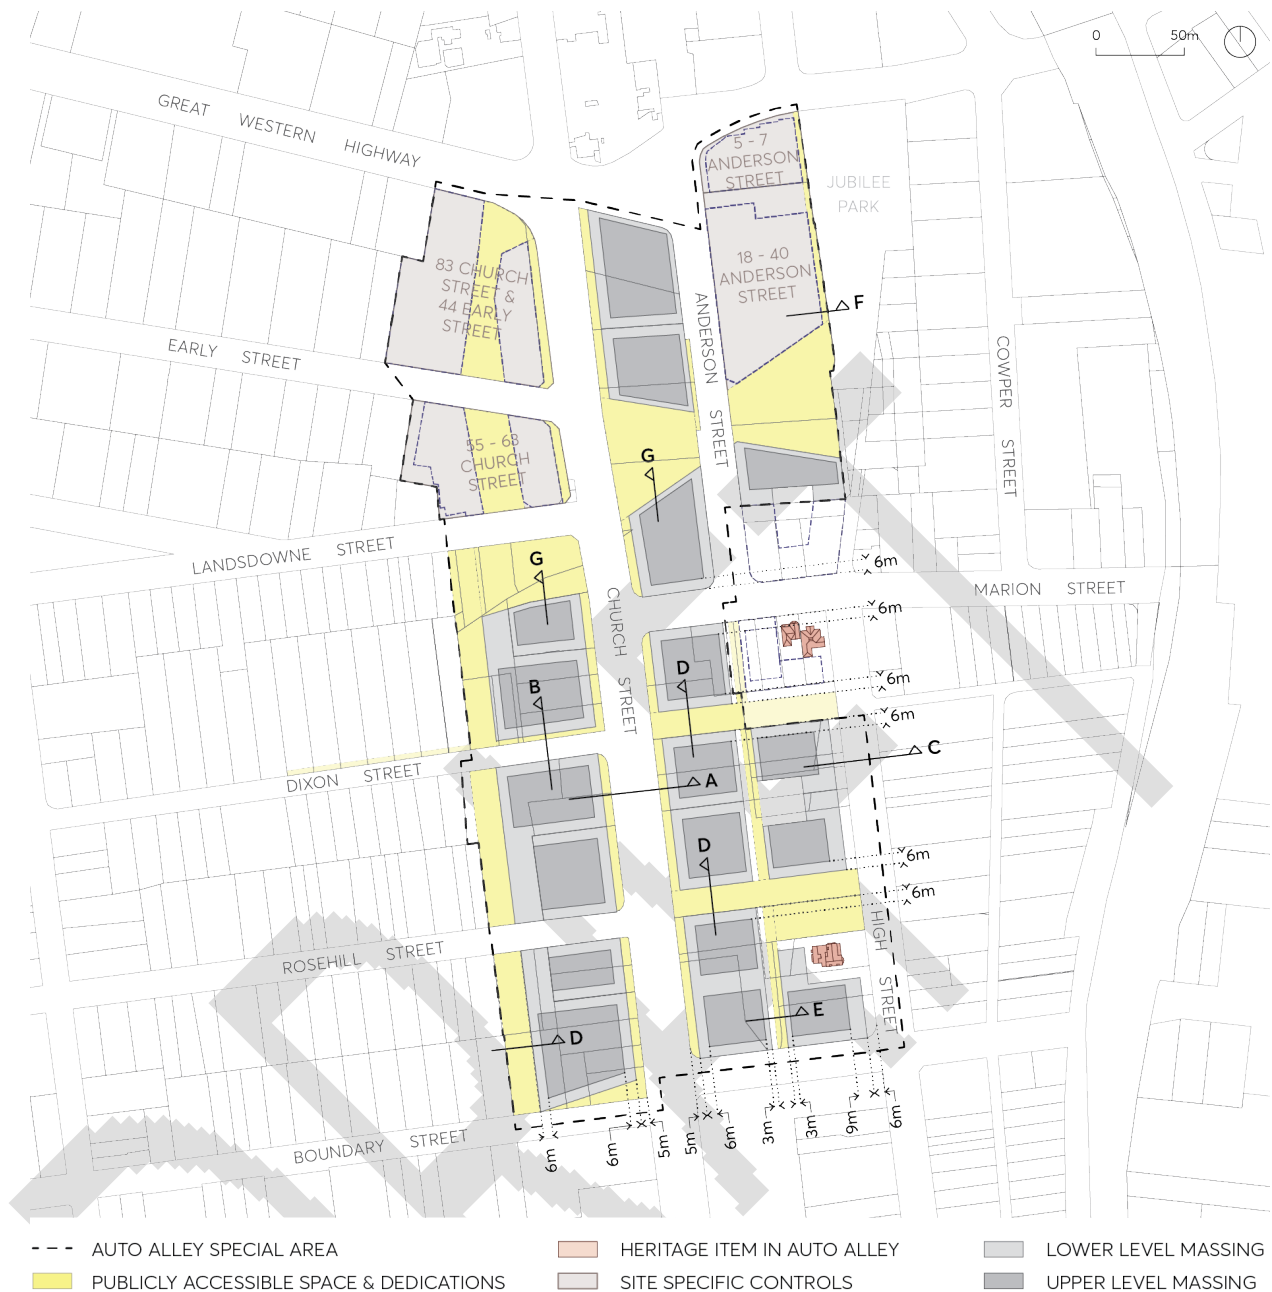 0 50m
GREAT WESTERN HIGHWAY
5 - 7
ANDERSON
STREET
JUBILEE
PARK
83 CHURCH
STREET &
44 EARLY
STREET
18 - 40
ANDERSON
STREET
F
ANDERSON STREET
EARLY STREET
COWPER STREET
55 - 63
CHURCH
STREET
G
LANDSDOWNE STREET
G
6m
MARION STREET
CHURCH STREET
6m
D
B
6m
6m
C
DIXON STREET
A
D
6m
6m
HIGH STREET
ROSEHILL STREET
E
D
BOUNDARY STREET
6m
6m
5m
5m
6m
3m
3m
9m
6m
AUTO ALLEY SPECIAL AREA
HERITAGE ITEM IN AUTO ALLEY
LOWER LEVEL MASSING
PUBLICLY ACCESSIBLE SPACE & DEDICATIONS
SITE SPECIFIC CONTROLS
UPPER LEVEL MASSING